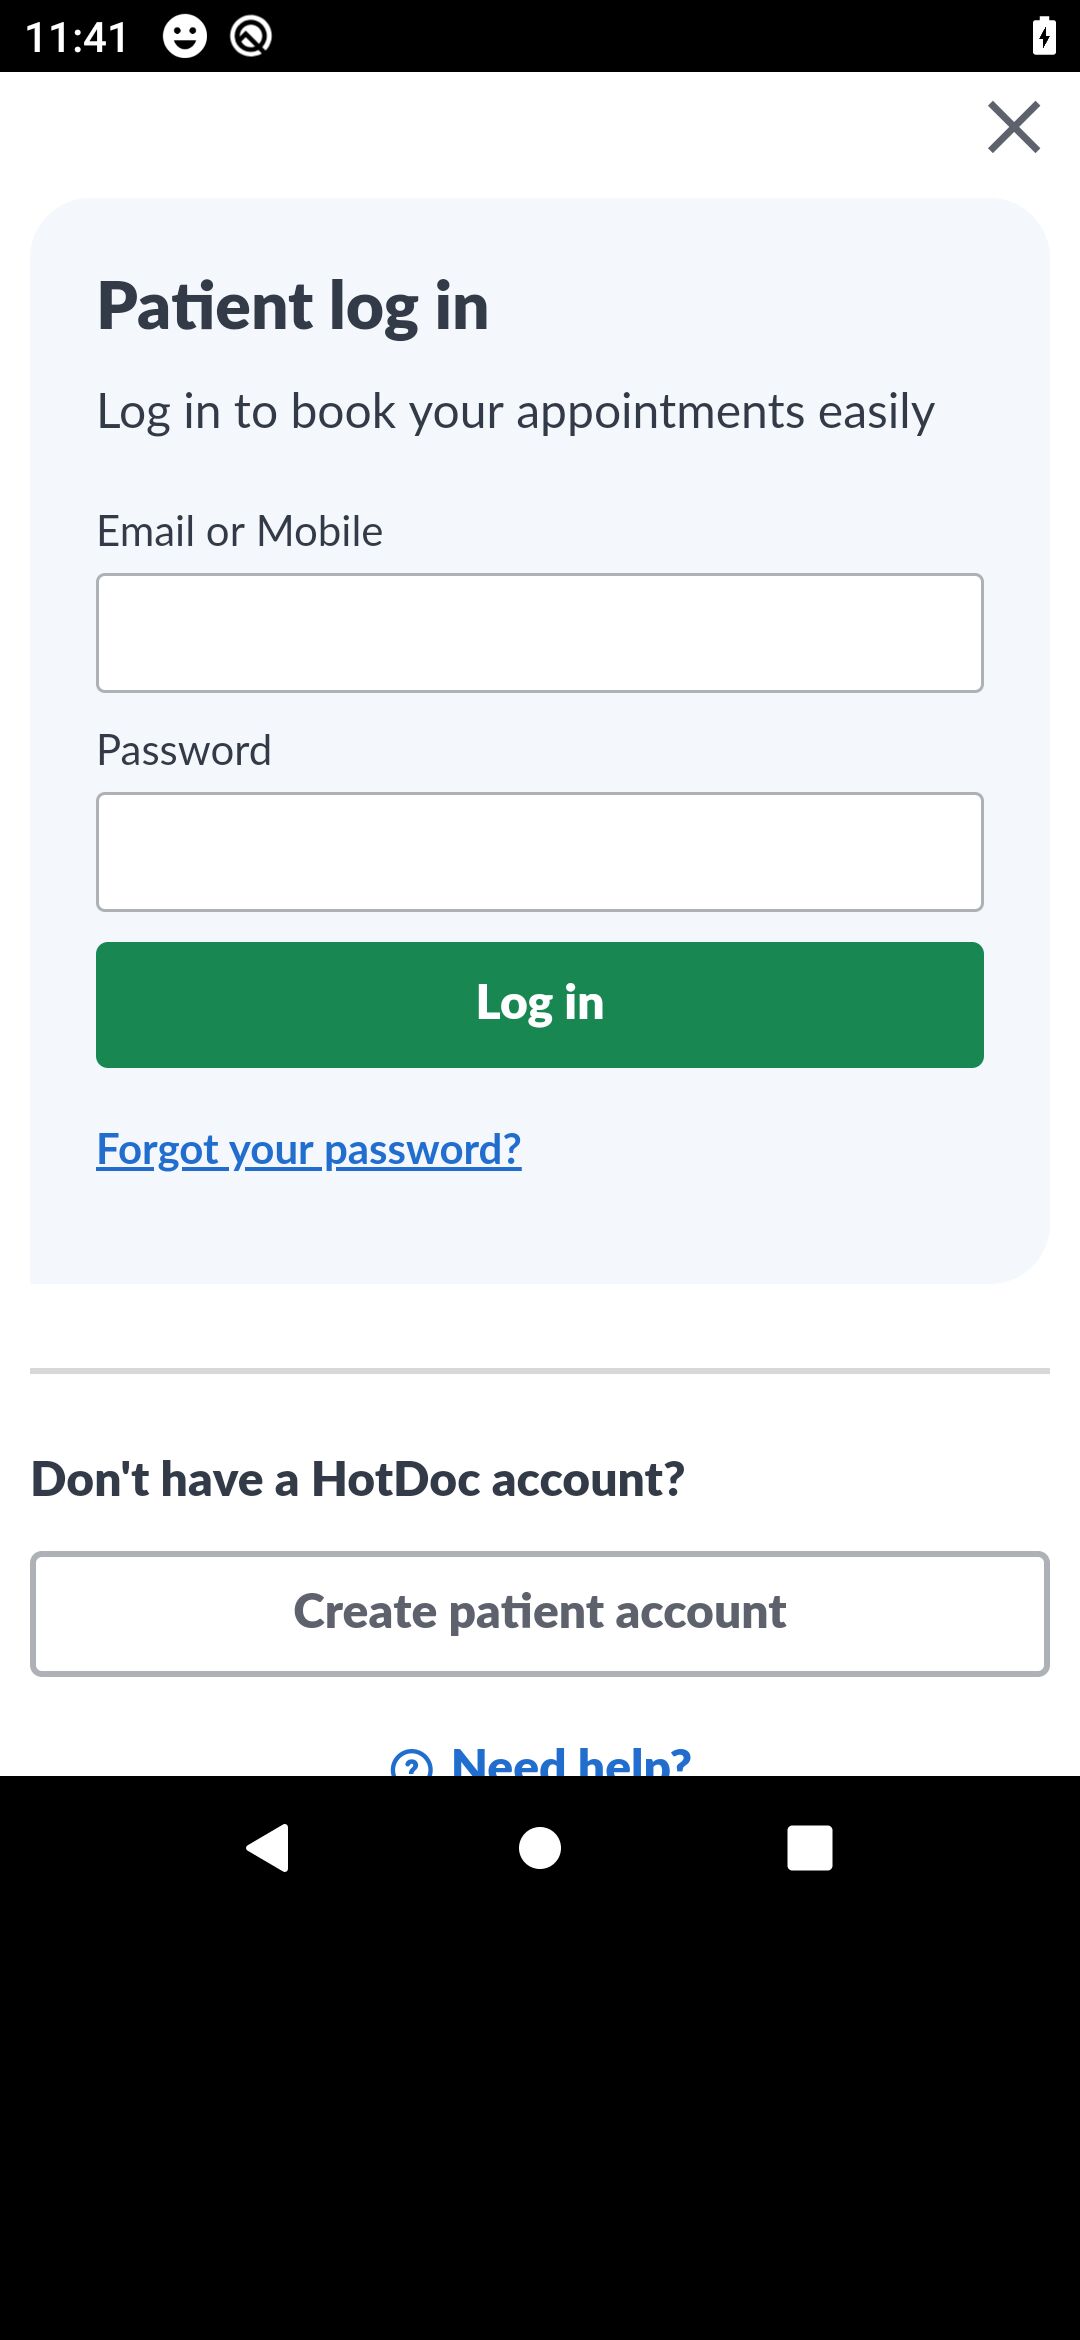 11:41
Patient log in
Log in to book your appointments easily
Email or Mobile
Password
Log in
Forgot your password?
Don't have a HotDoc account?
Create patient account
Need help?